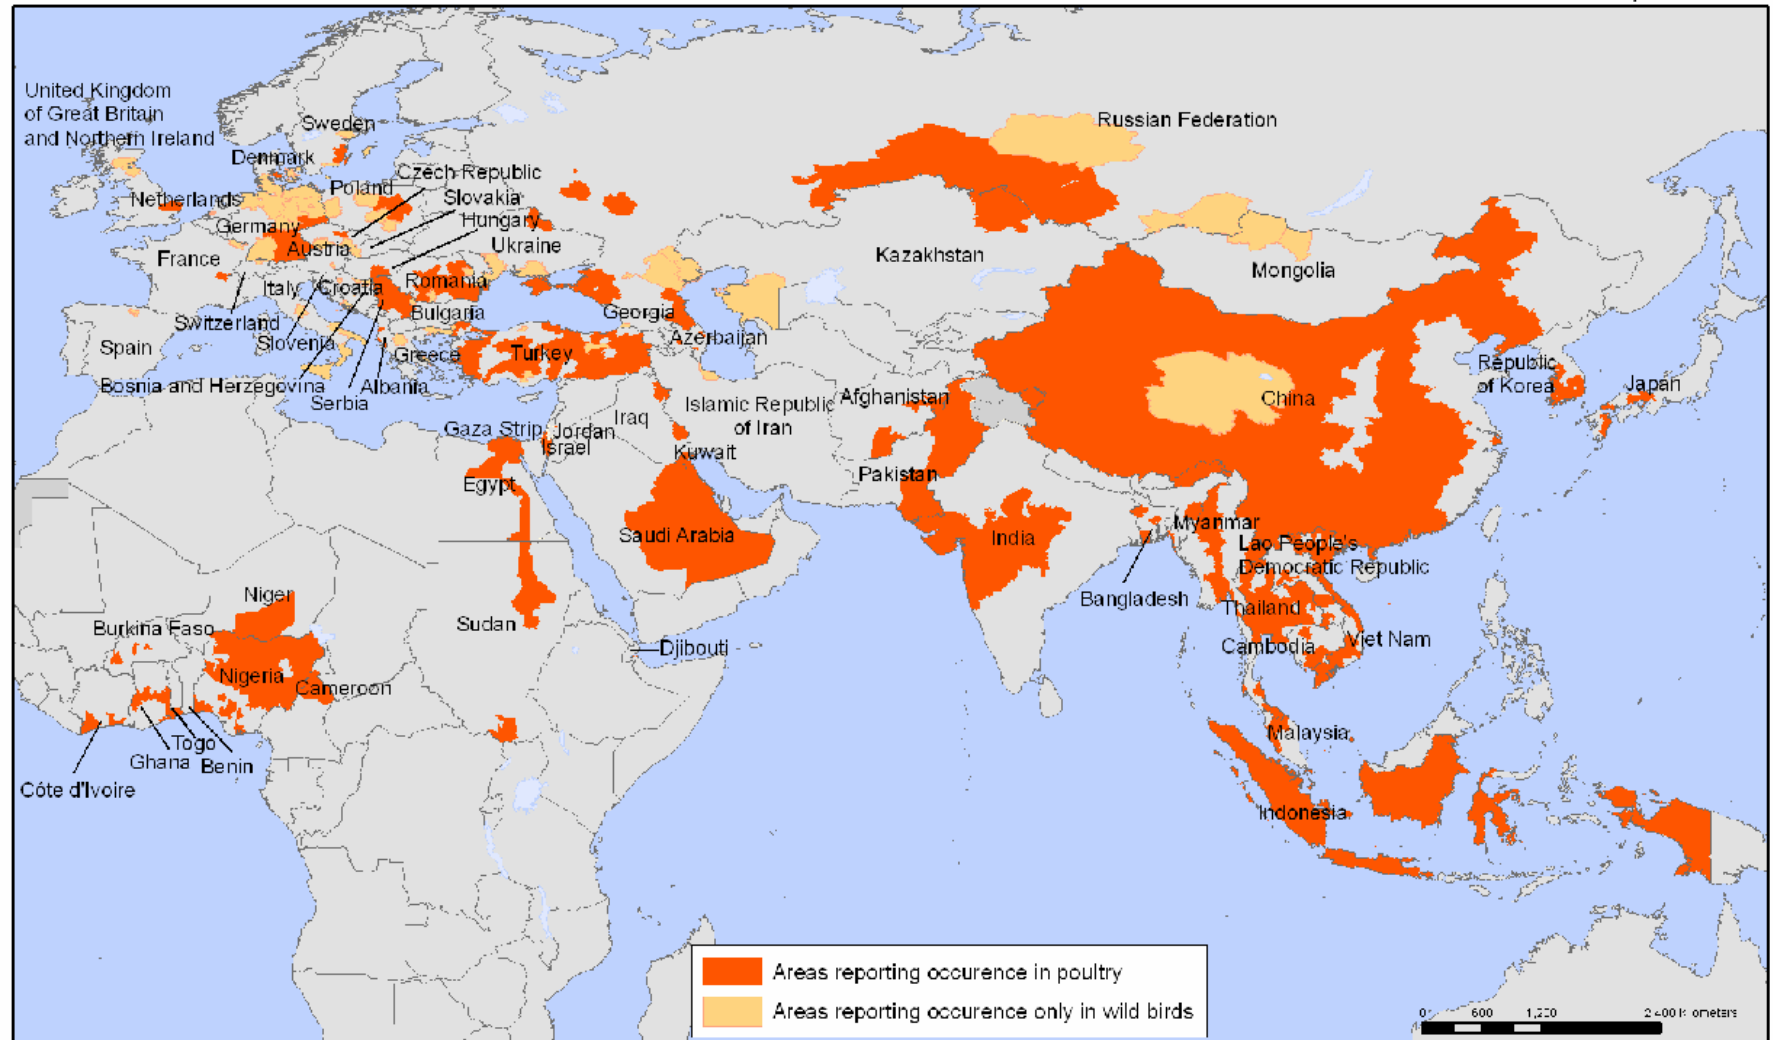 United Kingdom
of Great Britain
and Northern Ireland
Sweden
Denmark
Russian Federation
Czech Republic
Netherlands
Poland
Slovakia
Hungary
Germany
Austria
Ukraine
France
Kazakhstan
Mongolia
Italy
Croatia
Romania
Switzerland
Bulgaria
Georgia
Slovenia
Azerbaijan
Spain
Greece
Turkey
Bosnia and Herzegovina
Albania
Serbia
Republic
of Korea
Japan
Afghanistan
China
Islamic Republic
of Iran
Iraq
Gaza Strip
Jordan
Israel
Kuwait
Pakistan
Egypt
Saudi Arabia
India
Myanmar
Lao People's
Democratic Republic
Bangladesh
Thailand
Niger
Burkina Faso
Sudan
Djibouti
Cambodia
Viet Nam
Nigeria
Cameroon
Malaysia
Togo
Ghana
Benin
Côte d'Ivoire
Indonesia
Areas reporting occurence in poultry
Areas reporting occurence only in wild birds
0 600 1,200 2 400